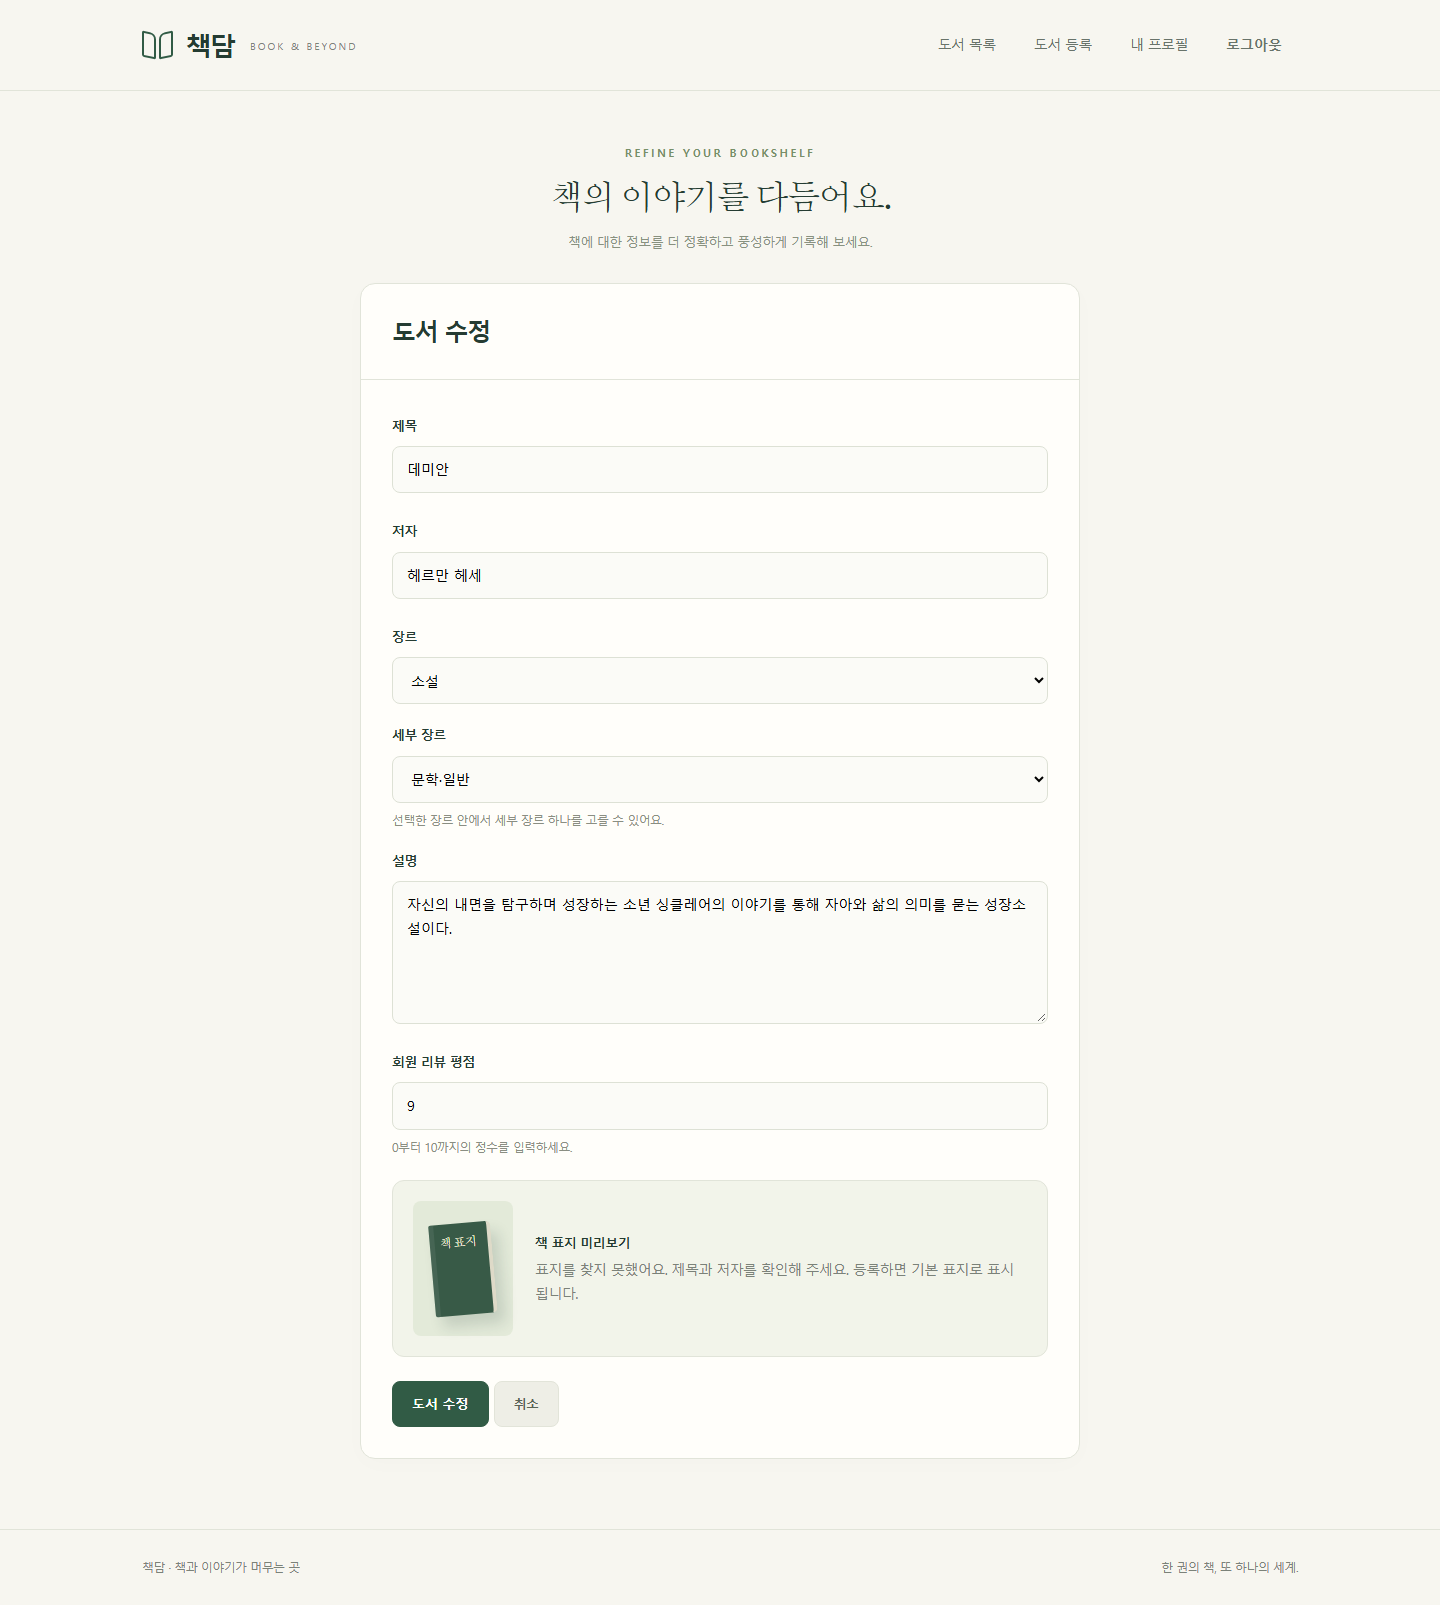 책담 BOOK & BEYOND
도서 목록 도서 등록 내 프로필 로그아웃
REFINE YOUR BOOKSHELF
책의 이야기를 다듬어요.
책에 대한 정보를 더 정확하고 풍성하게 기록해 보세요.
도서 수정
제목
데미안
저자
헤르만 헤세
장르
소설
세부 장르
문학·일반
선택한 장르 안에서 세부 장르 하나를 고를 수 있어요.
설명
자신의 내면을 탐구하며 성장하는 소년 싱클레어의 이야기를 통해 자아와 삶의 의미를 묻는 성장소
설이다.
회원 리뷰 평점
9
0부터 10까지의 정수를 입력하세요.
책 표지
책 표지 미리보기
표지를 찾지 못했어요. 제목과 저자를 확인해 주세요. 등록하면 기본 표지로 표시
됩니다.
도서 수정 취소
책담 · 책과 이야기가 머무는 곳
한 권의 책, 또 하나의 세계.